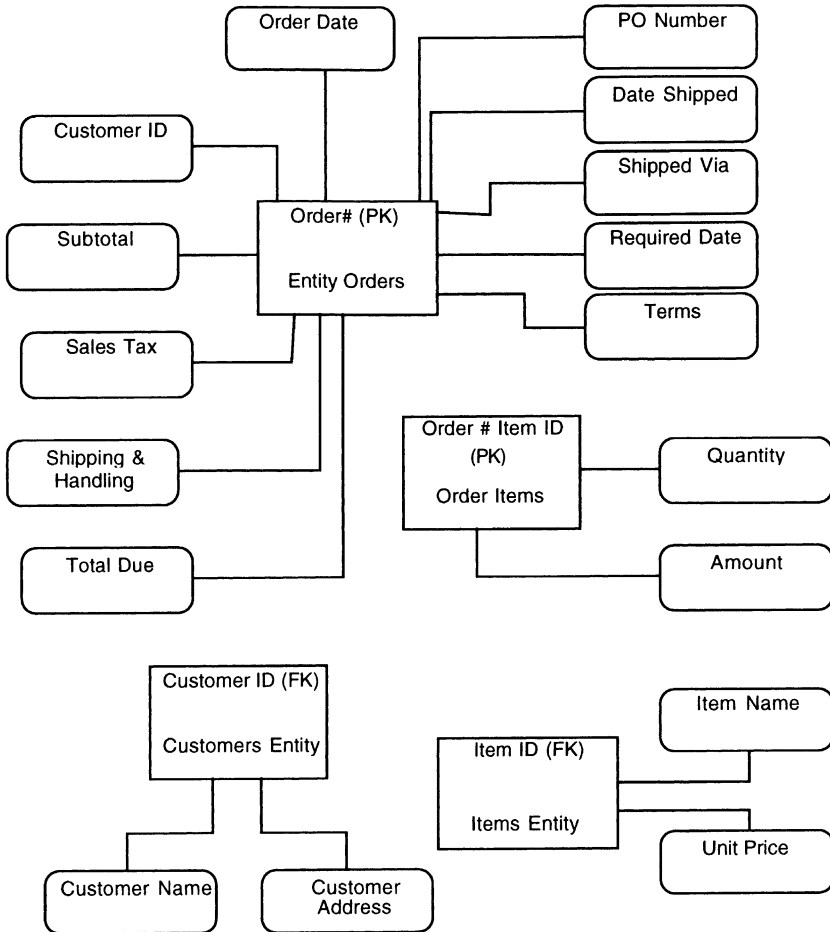 Order Date
PO Number
Date Shipped
Customer ID
Shipped Via
Order# (PK)
Subtotal
Required Date
Entity Orders
Terms
Sales Tax
Order # Item ID
(PK)
Order Items
Shipping &
Handling
Quantity
Total Due
Amount
Customer ID (FK)
Customers Entity
Item Name
Item ID (FK)
Items Entity
Unit Price
Customer Name
Customer
Address